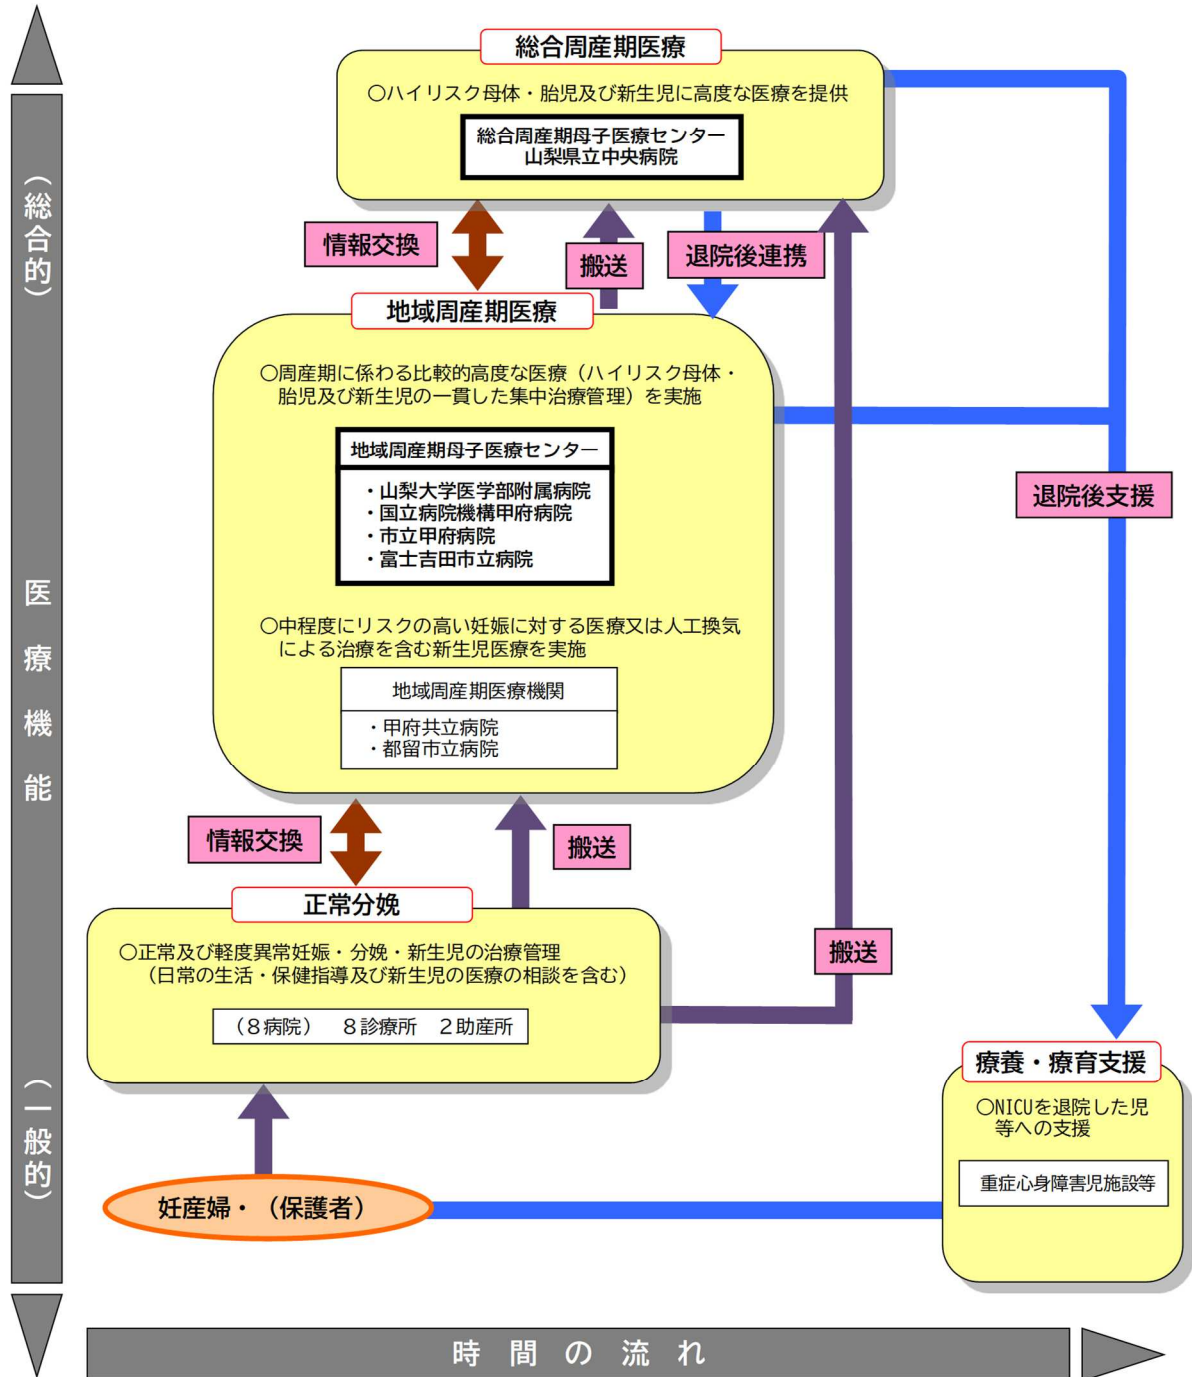 総合周産期医療
○ハイリスク母体・胎児及び新生児に高度な医療を提供
総合周産期母子医療センター
山梨県立中央病院
情報交換
搬送
退院後連携
地域周産期医療
○周産期に係わる比較的高度な医療（ハイリスク母体・
胎児及び新生児の一貫した集中治療管理）を実施
地域周産期母子医療センター
・山梨大学医学部附属病院
・国立病院機構甲府病院
・市立甲府病院
・富士吉田市立病院
退院後支援
○中程度にリスクの高い妊娠に対する医療又は人工換気
による治療を含む新生児医療を実施
地域周産期医療機関
・甲府共立病院
・都留市立病院
情報交換
搬送
正常分娩
○正常及び軽度異常妊娠・分娩・新生児の治療管理
（日常の生活・保健指導及び新生児の医療の相談を含む）
（８病院）　８診療所　２助産所
搬送
療養・療育支援
○NICUを退院した児
等への支援
重症心身障害児施設等
妊産婦・（保護者）
（総合的）
医療機能
（一般的）
時間の流れ